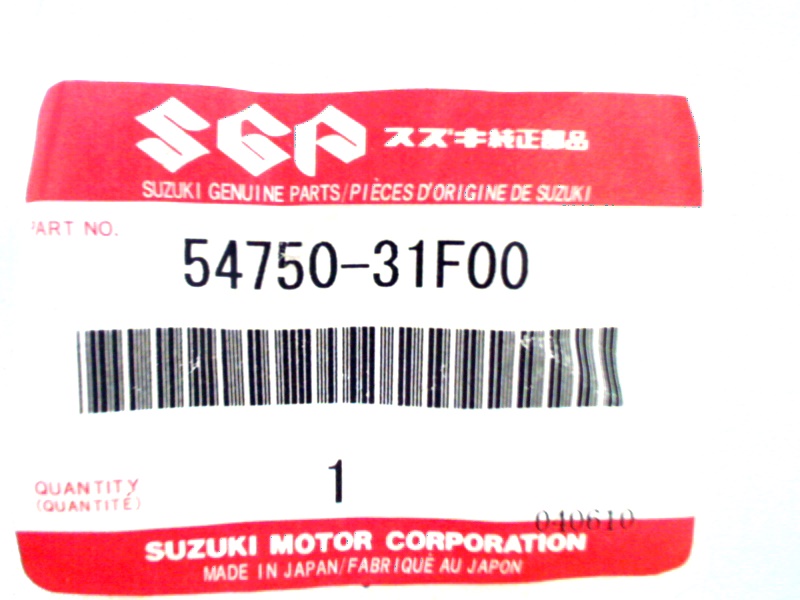 SGP スズキ純正部品
SUZUKI GENUINE PARTS/PIÈCES D'ORIGINE DE SUZUKI
PART NO.
54750-31F00
1
QUANTITY
(QUANTITÉ)
040610
SUZUKI MOTOR CORPORATION
MADE IN JAPAN/FABRIQUÉ AU JAPON